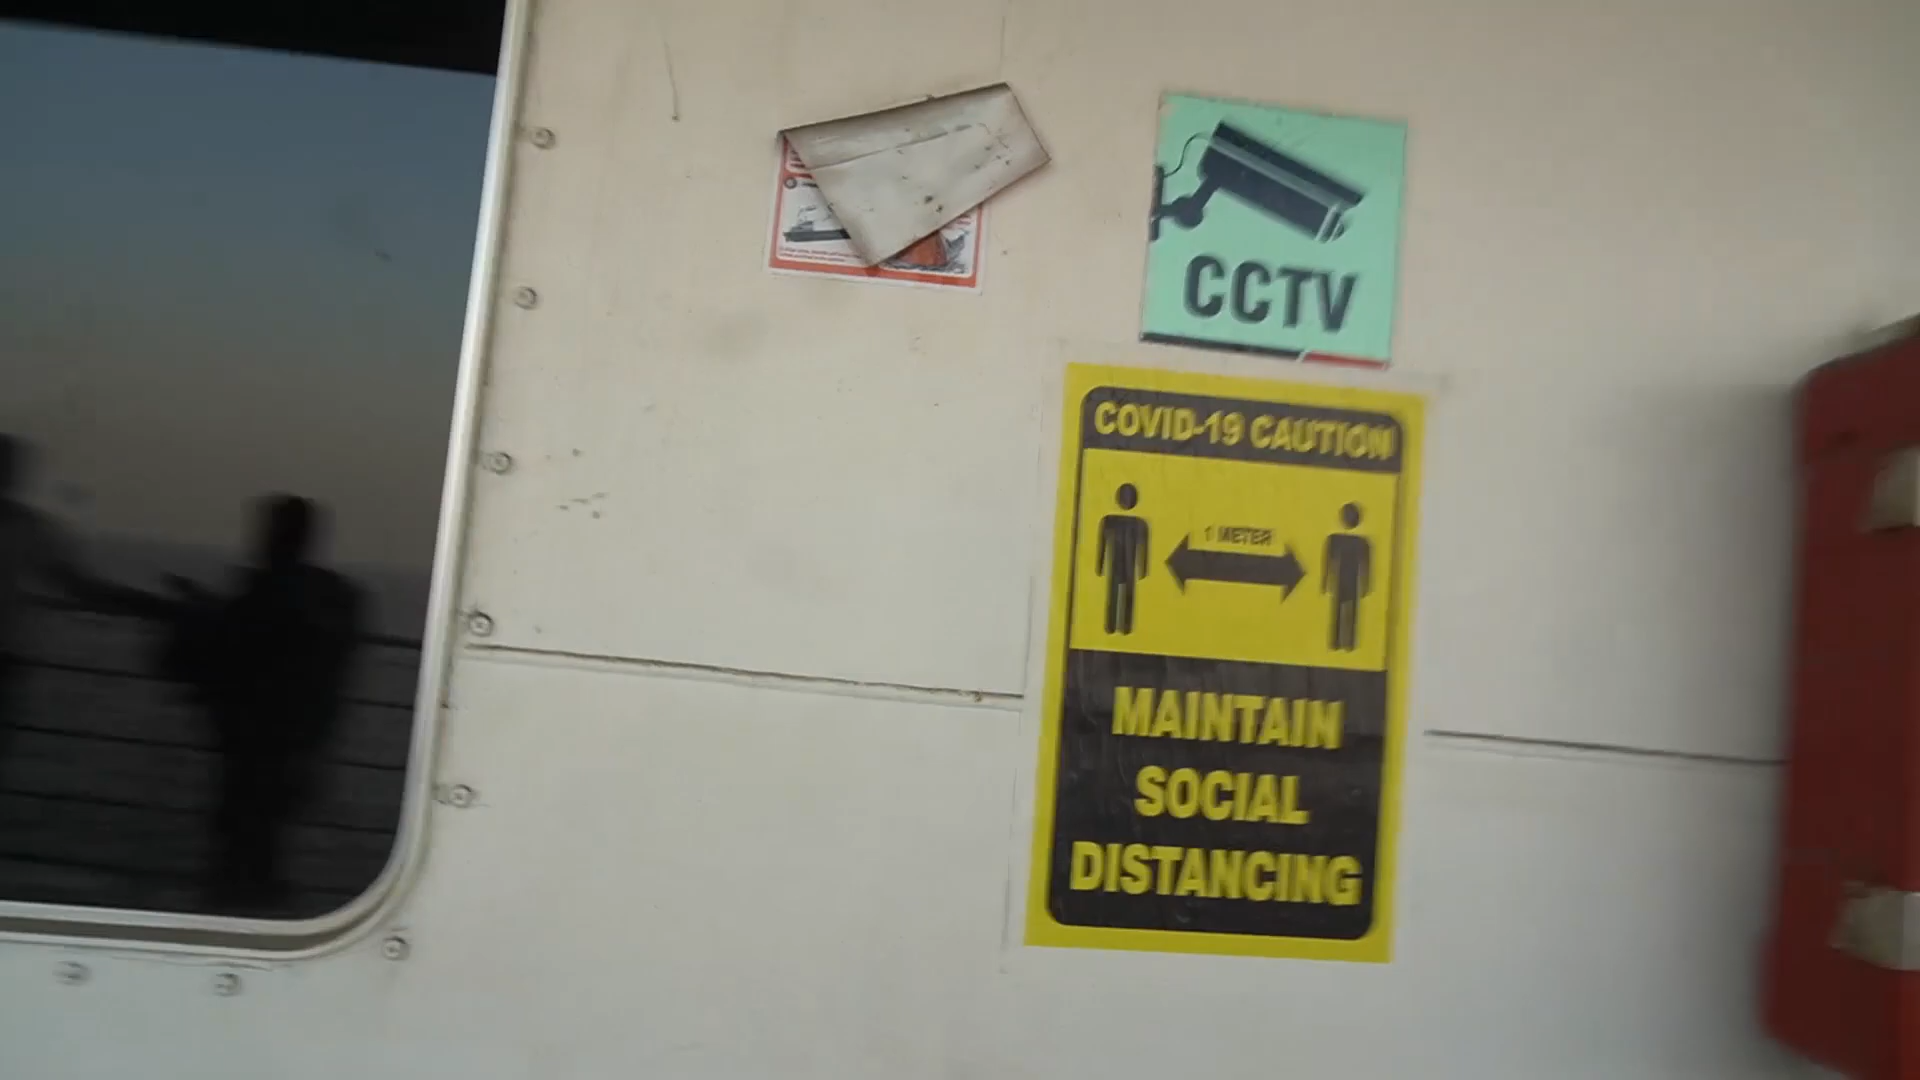 CCTV
COVID-19 CAUTION
1 METER
MAINTAIN
SOCIAL
DISTANCING